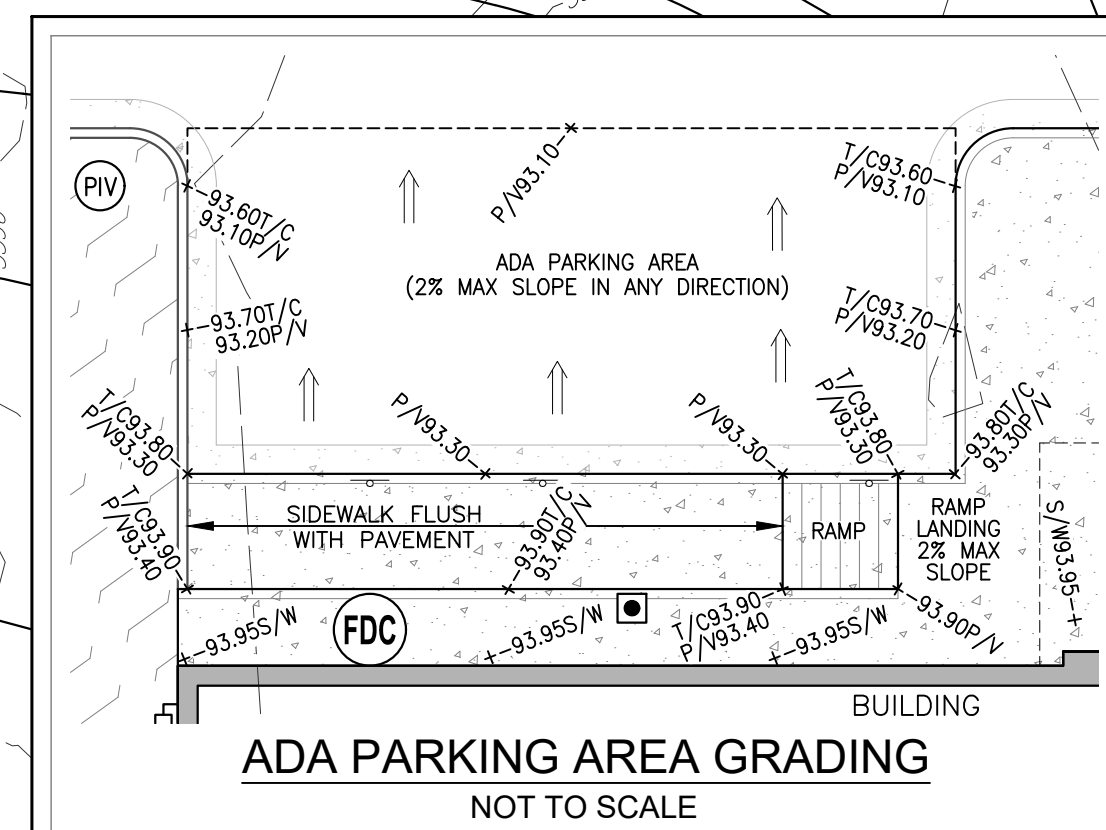 P/V93.10
T/C93.60
P/V93.10
PIV
93.60T/C
93.10P/V
ADA PARKING AREA
(2% MAX SLOPE IN ANY DIRECTION)
93.70T/C
93.20P/V
T/C93.70
P/V93.20
T/C93.80
P/V93.30
P/V93.30
P/V93.30
T/C93.80
P/V93.30
93.80T/C
93.30P/V
T/C93.90
P/V93.40
SIDEWALK FLUSH
WITH PAVEMENT
93.90T/C
93.40P/V
RAMP
RAMP
LANDING
2% MAX
SLOPE
S/W93.95
93.95S/W
FDC
93.95S/W
T/C93.90
P/V93.40
93.95S/W
93.90P/V
BUILDING
ADA PARKING AREA GRADING
NOT TO SCALE